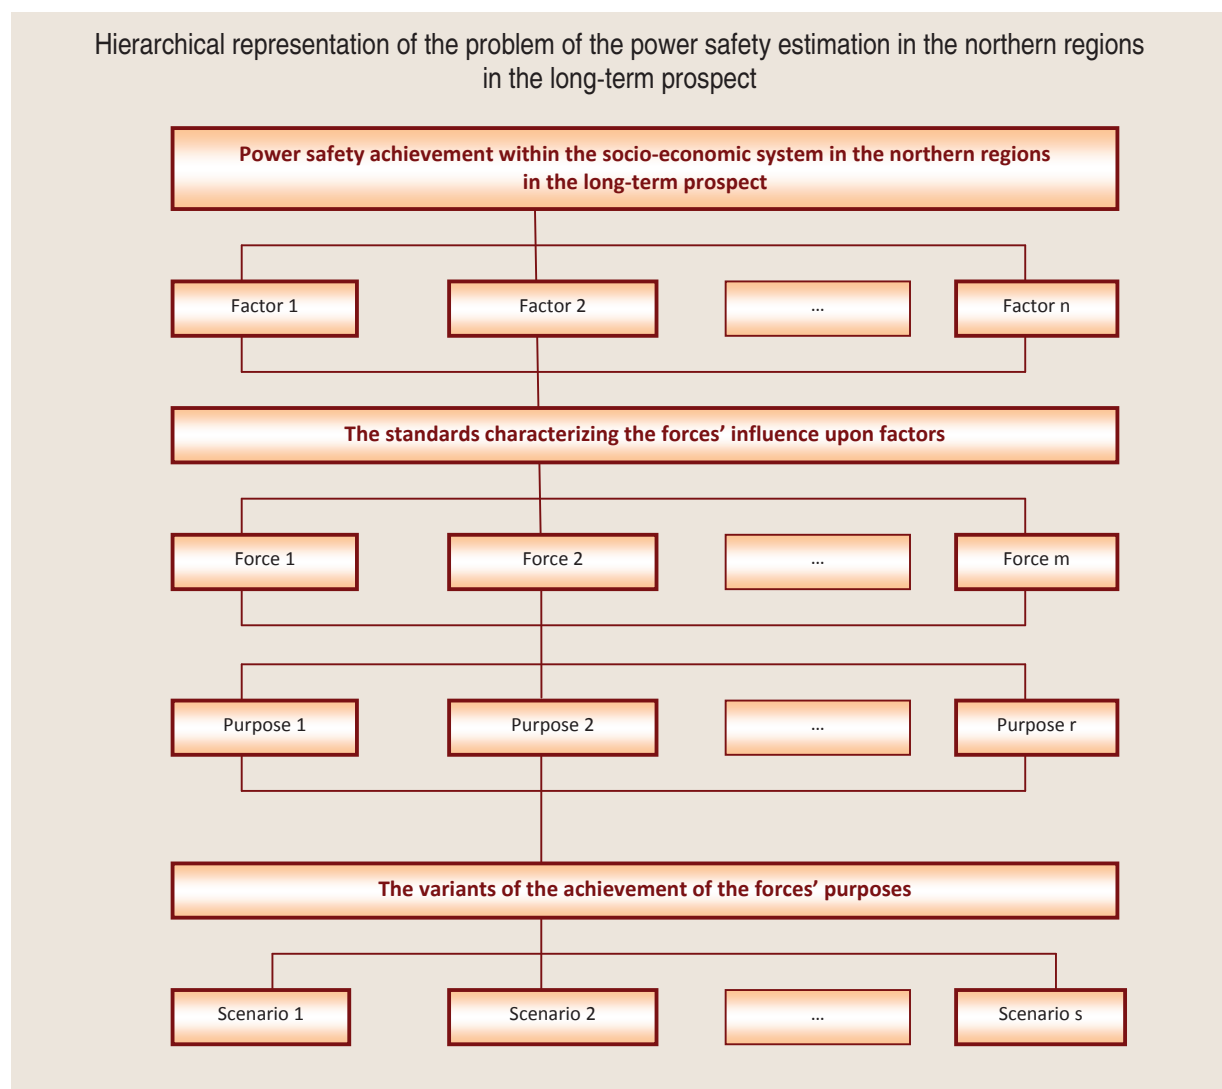 Hierarchical representation of the problem of the power safety estimation in the northern regions
in the long-term prospect
Power safety achievement within the socio-economic system in the northern regions
in the long-term prospect
Factor 1
Factor 2
...
Factor n
The standards characterizing the forces’ influence upon factors
Force 1
Force 2
...
Force m
Purpose 1
Purpose 2
...
Purpose r
The variants of the achievement of the forces’ purposes
Scenario 1
Scenario 2
...
Scenario s